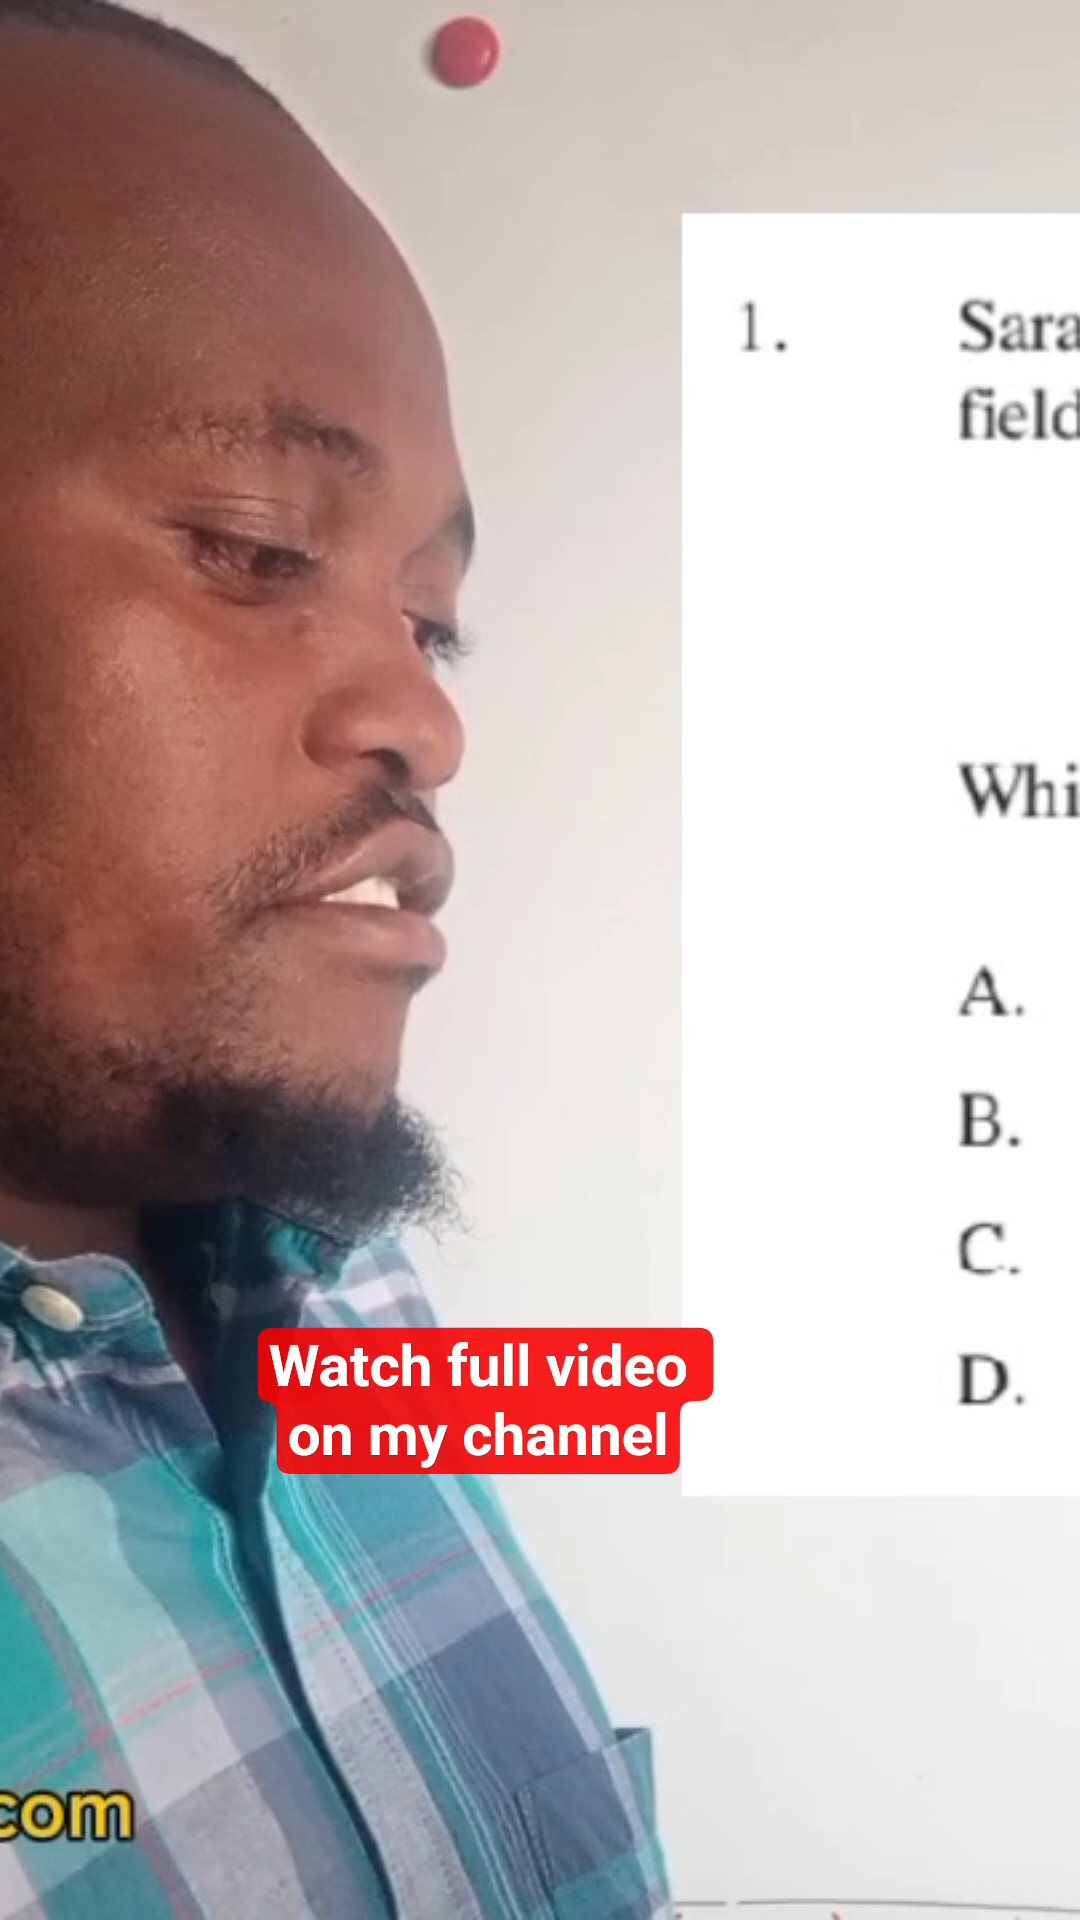 1. Sara
field
Whi
A.
B.
C.
D.
Watch full video
on my channel
com